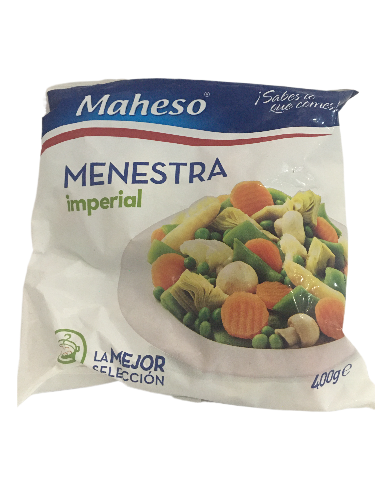 Maheso®
¡Sabes lo
que comes!
MENESTRA
imperial
LA MEJOR
SELECCIÓN
400g e